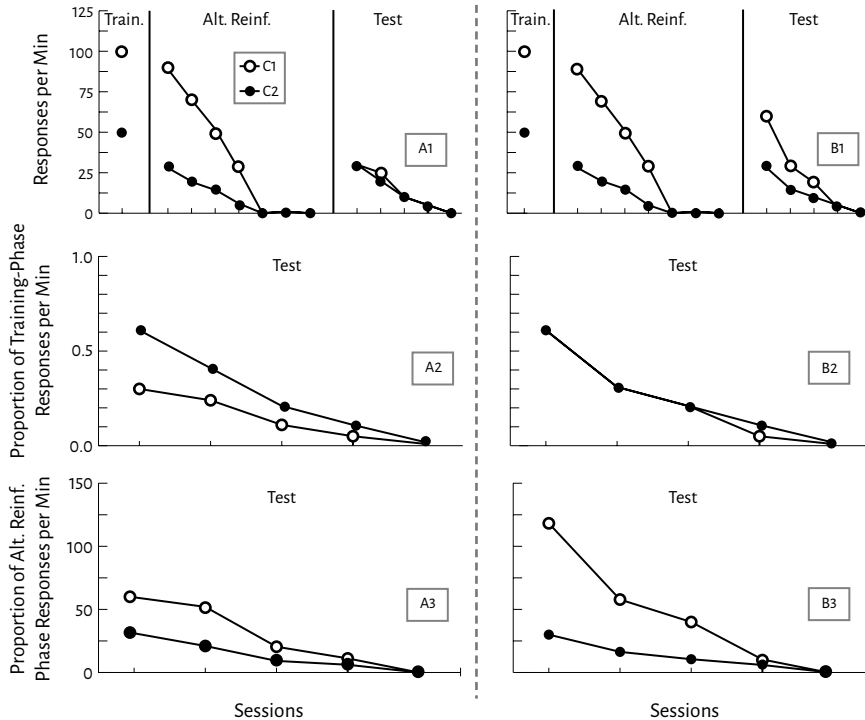 Train. Alt. Reinf. Test
Train. Alt. Reinf. Test
Responses per Min
125
100
75
50
25
0
C1
C2
A1
B1
Proportion of Training-Phase
Responses per Min
1.0
0.5
0.0
Test
A2
Test
B2
Proportion of Alt. Reinf.
Phase Responses per Min
150
100
50
0
Test
A3
Test
B3
Sessions
Sessions